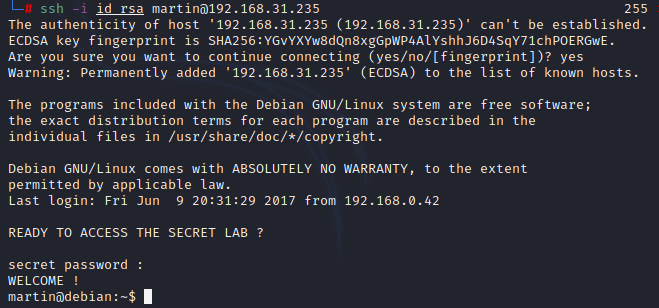 # ssh -i id_rsa martin@192.168.31.235 255
The authenticity of host '192.168.31.235 (192.168.31.235)' can't be established.
ECDSA key fingerprint is SHA256:YGvYXYw8dQn8xgGpWP4AlYshhJ6D4SqY71chPOERGwE.
Are you sure you want to continue connecting (yes/no/[fingerprint])? yes
Warning: Permanently added '192.168.31.235' (ECDSA) to the list of known hosts.
The programs included with the Debian GNU/Linux system are free software;
the exact distribution terms for each program are described in the
individual files in /usr/share/doc/*/copyright.
Debian GNU/Linux comes with ABSOLUTELY NO WARRANTY, to the extent
permitted by applicable law.
Last login: Fri Jun  9 20:31:29 2017 from 192.168.0.42
READY TO ACCESS THE SECRET LAB ?
secret password :
WELCOME !
martin@debian:~$